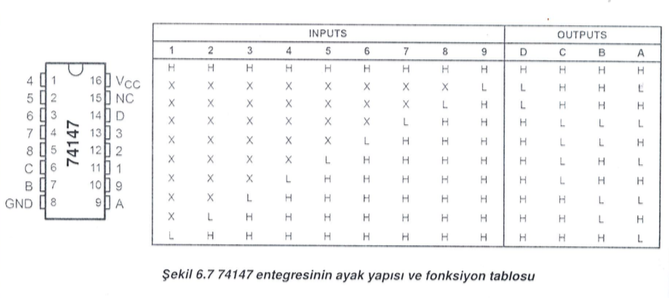 INPUTS OUTPUTS
1 2 3 4 5 6 7 8 9 D C B A
H H H H H H H H H H H H H
X X X X X X X X L L H H L
X X X X X X X L H L H H H
X X X X X X L H H H L L L
X X X X X L H H H H L L H
X X X X L H H H H H L H L
X X X L H H H H H H L H H
X X L H H H H H H H H L L
X L H H H H H H H H H L H
L H H H H H H H H H H H L
4 1 16 VCC
5 2 15 NC
6 3 14 D
7 4 13 3
8 5 12 2
C 6 11 1
B 7 10 9
GND 8 9 A
74147
Şekil 6.7 74147 entegresinin ayak yapısı ve fonksiyon tablosu